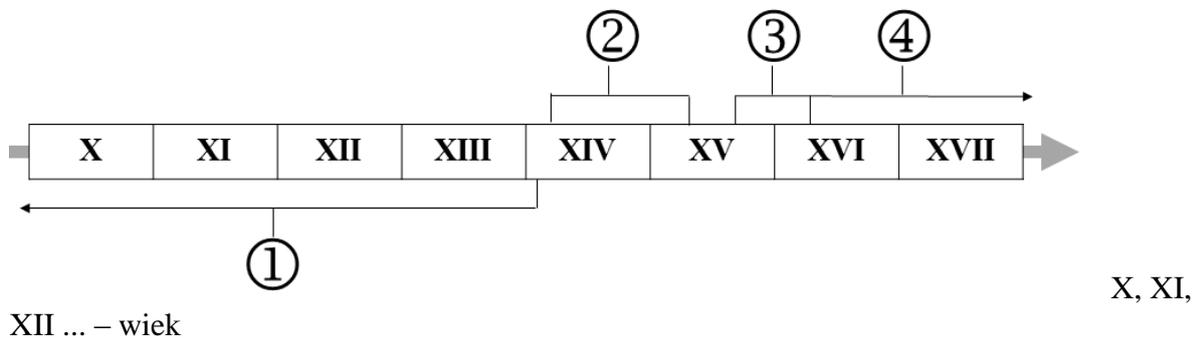 ② ③ ④
X XI XII XIII XIV XV XVI XVII
①
X, XI,
XII ... – wiek